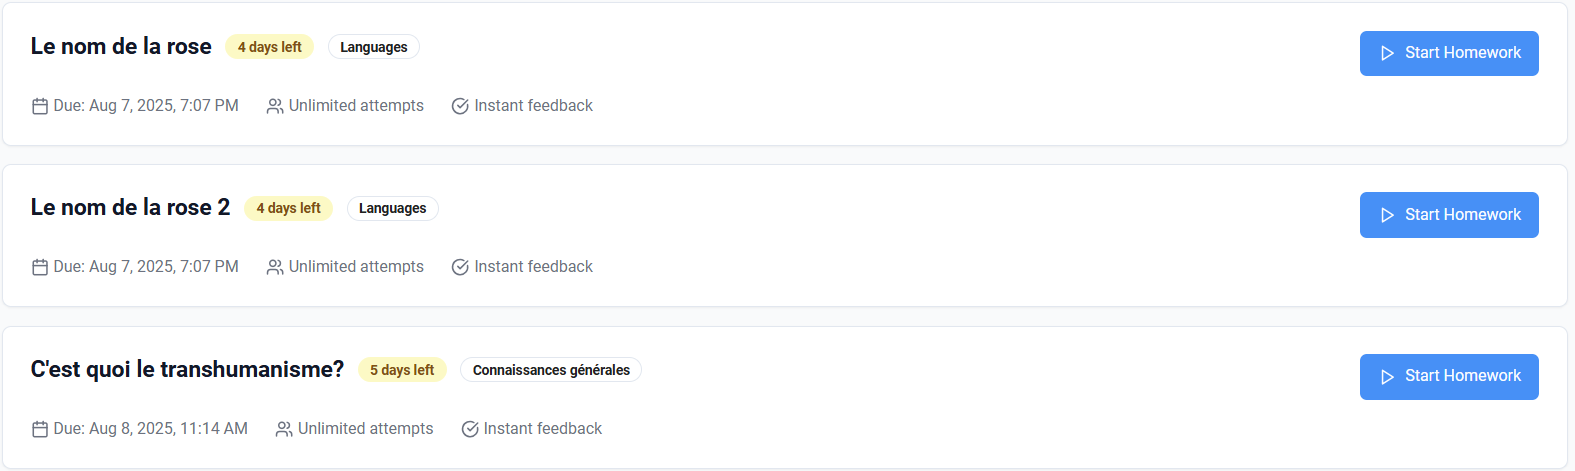 Le nom de la rose 4 days left Languages Start Homework
Due: Aug 7, 2025, 7:07 PM Unlimited attempts Instant feedback
Le nom de la rose 2 4 days left Languages Start Homework
Due: Aug 7, 2025, 7:07 PM Unlimited attempts Instant feedback
C'est quoi le transhumanisme? 5 days left Connaissances générales Start Homework
Due: Aug 8, 2025, 11:14 AM Unlimited attempts Instant feedback